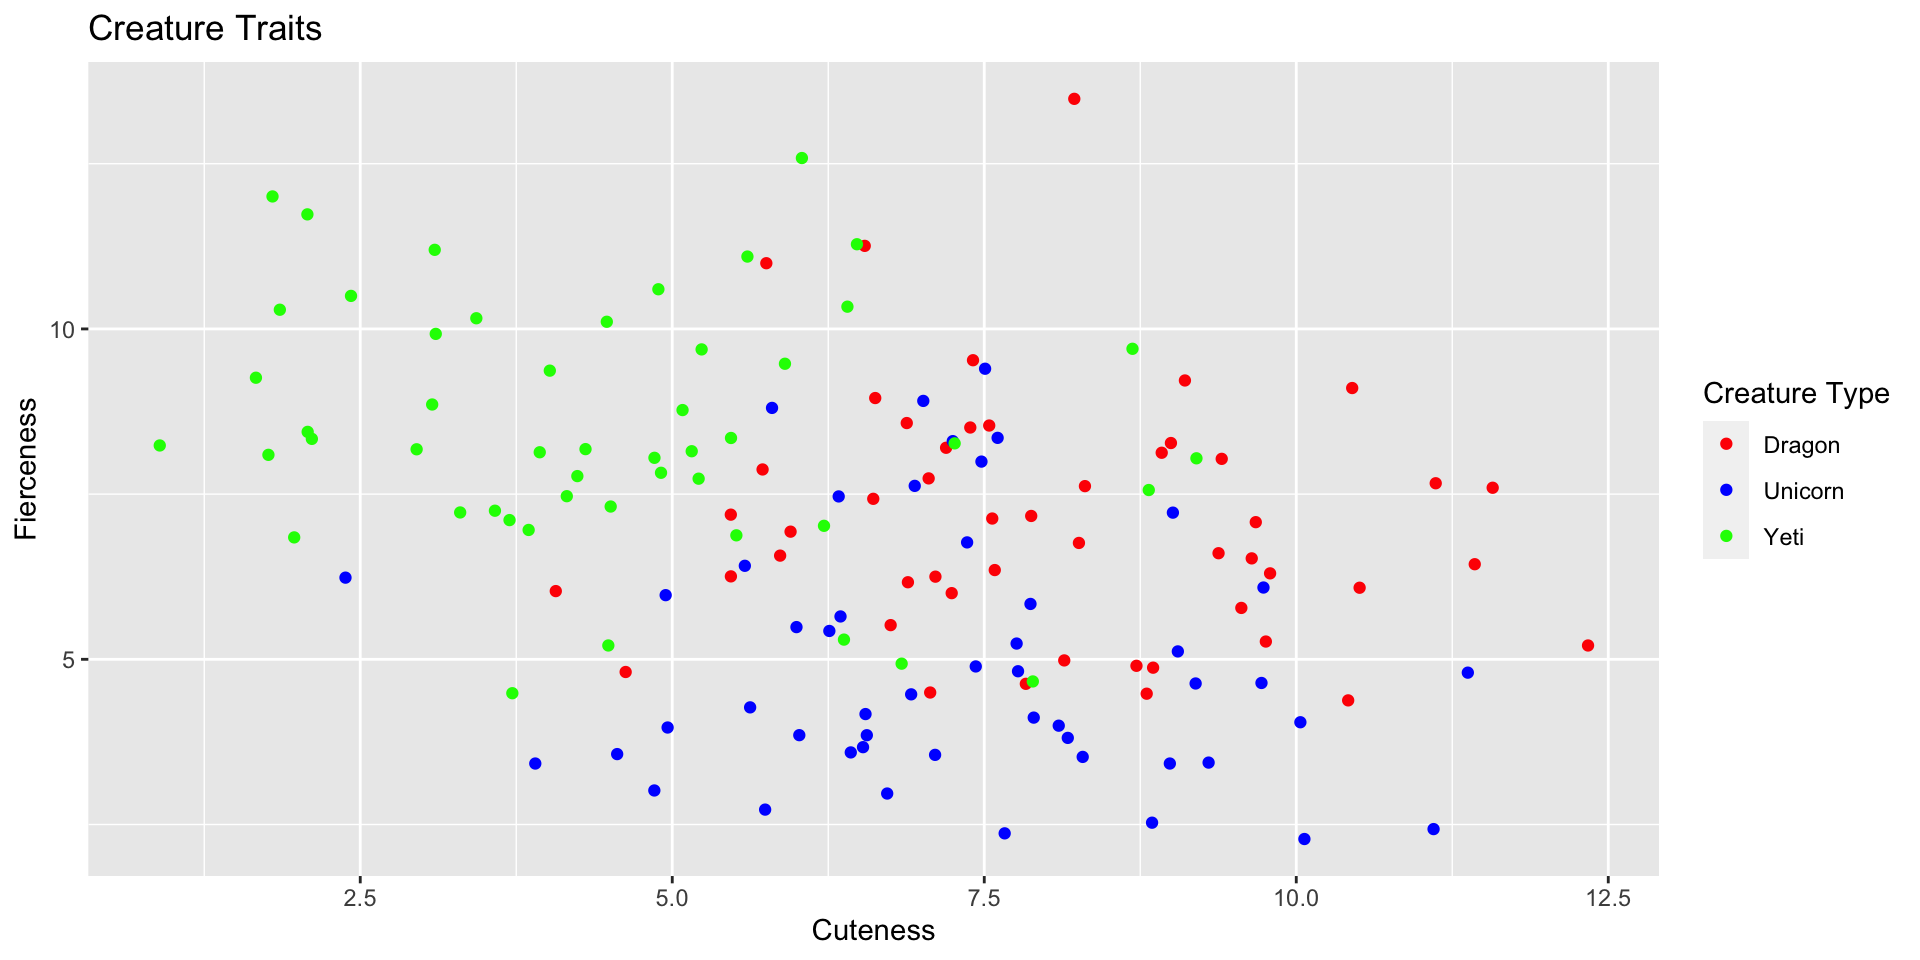 Creature Traits
10
5
Fierceness
2.5 5.0 7.5 10.0 12.5
Cuteness
Creature Type
Dragon
Unicorn
Yeti